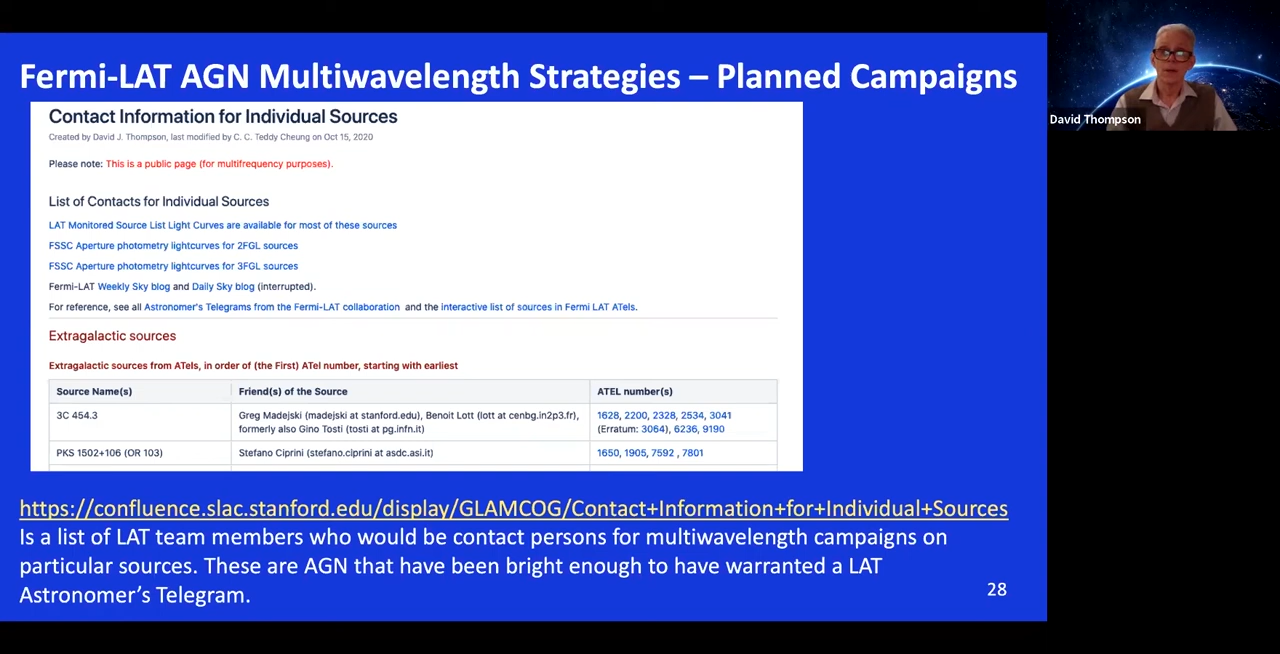 Fermi-LAT AGN Multiwavelength Strategies – Planned Campaigns
Contact Information for Individual Sources
Created by David J. Thompson, last modified by C. C. Teddy Cheung on Oct 15, 2020
Please note: This is a public page (for multifrequency purposes).
List of Contacts for Individual Sources
LAT Monitored Source List Light Curves are available for most of these sources
FSSC Aperture photometry lightcurves for 2FGL sources
FSSC Aperture photometry lightcurves for 3FGL sources
Fermi-LAT Weekly Sky blog and Daily Sky blog (interrupted).
For reference, see all Astronomer's Telegrams from the Fermi-LAT collaboration and the interactive list of sources in Fermi LAT ATels.
Extragalactic sources
Extragalactic sources from ATels, in order of (the First) ATel number, starting with earliest
Source Name(s) Friend(s) of the Source ATEL number(s)
3C 454.3 Greg Madejski (madejski at stanford.edu), Benoit Lott (lott at cenbg.in2p3.fr), 1628, 2200, 2328, 2534, 3041
formerly also Gino Tosti (tosti at pg.infn.it) (Erratum: 3064), 6236, 9190
PKS 1502+106 (OR 103) Stefano Ciprini (stefano.ciprini at asdc.asi.it) 1650, 1905, 7592 , 7801
https://confluence.slac.stanford.edu/display/GLAMCOG/Contact+Information+for+Individual+Sources
Is a list of LAT team members who would be contact persons for multiwavelength campaigns on
particular sources. These are AGN that have been bright enough to have warranted a LAT
Astronomer’s Telegram.
28
David Thompson